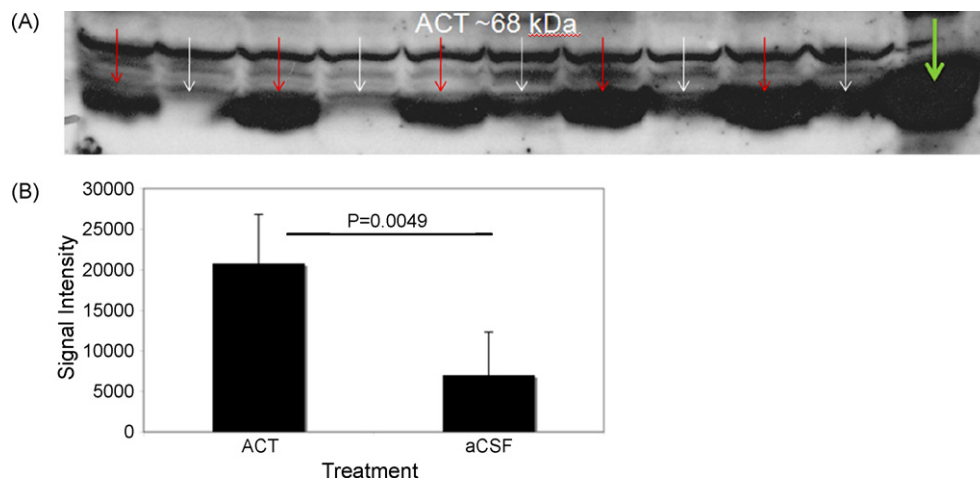 (A)
ACT ~68 kDa
(B)
30000
25000
20000
15000
10000
5000
0
Signal Intensity
P=0.0049
ACT aCSF
Treatment